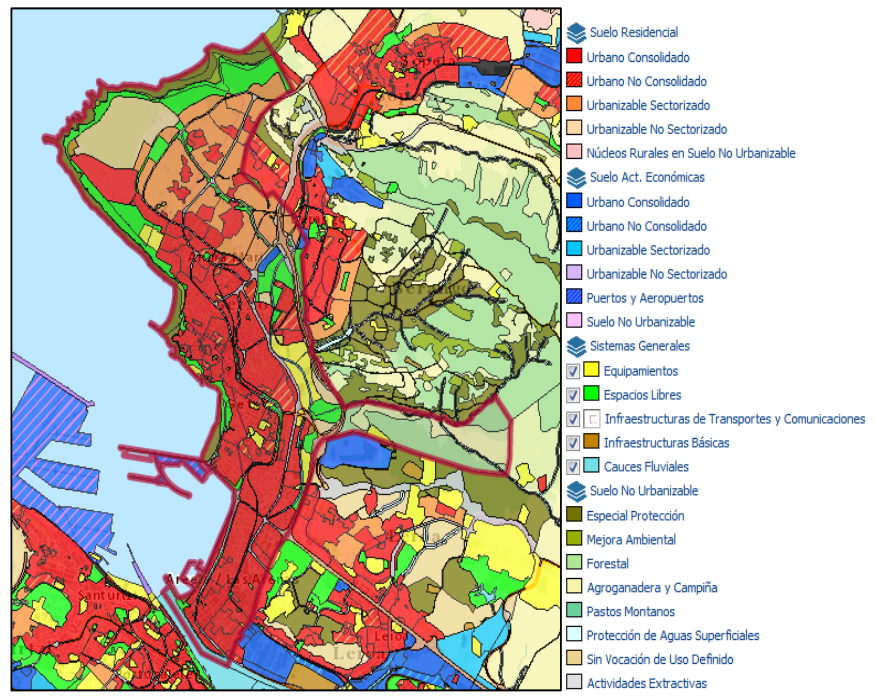 Suelo Residencial
Urbano Consolidado
Urbano No Consolidado
Urbanizable Sectorizado
Urbanizable No Sectorizado
Núcleos Rurales en Suelo No Urbanizable
Suelo Act. Económicas
Urbano Consolidado
Urbano No Consolidado
Urbanizable Sectorizado
Urbanizable No Sectorizado
Puertos y Aeropuertos
Suelo No Urbanizable
Sistemas Generales
Equipamientos
Espacios Libres
Infraestructuras de Transportes y Comunicaciones
Infraestructuras Básicas
Cauces Fluviales
Suelo No Urbanizable
Especial Protección
Mejora Ambiental
Forestal
Agroganadera y Campiña
Pastos Montanos
Protección de Aguas Superficiales
Sin Vocación de Uso Definido
Actividades Extractivas